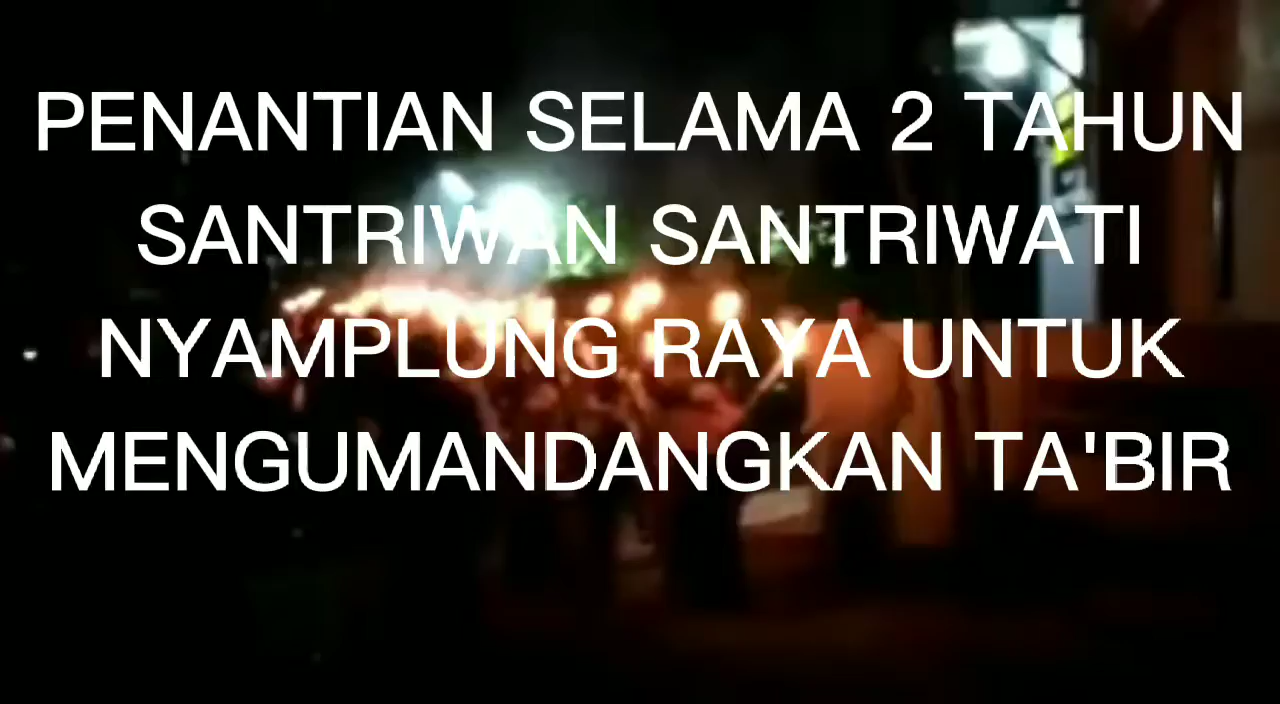 PENANTIAN SELAMA 2 TAHUN
SANTRIWAN SANTRIWATI
NYAMPLUNG RAYA UNTUK
MENGUMANDANGKAN TA'BIR